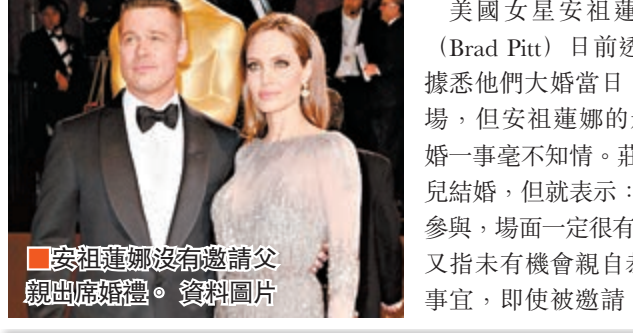 美國女星安祖蓮
（Brad Pitt）日前透
據悉他們大婚當日
場，但安祖蓮娜的
婚一事毫不知情。莊
兒結婚，但就表示：
參與，場面一定很有
又指未有機會親自
事宜，即使被邀請
■安祖蓮娜沒有邀請父
親出席婚禮。 資料圖片